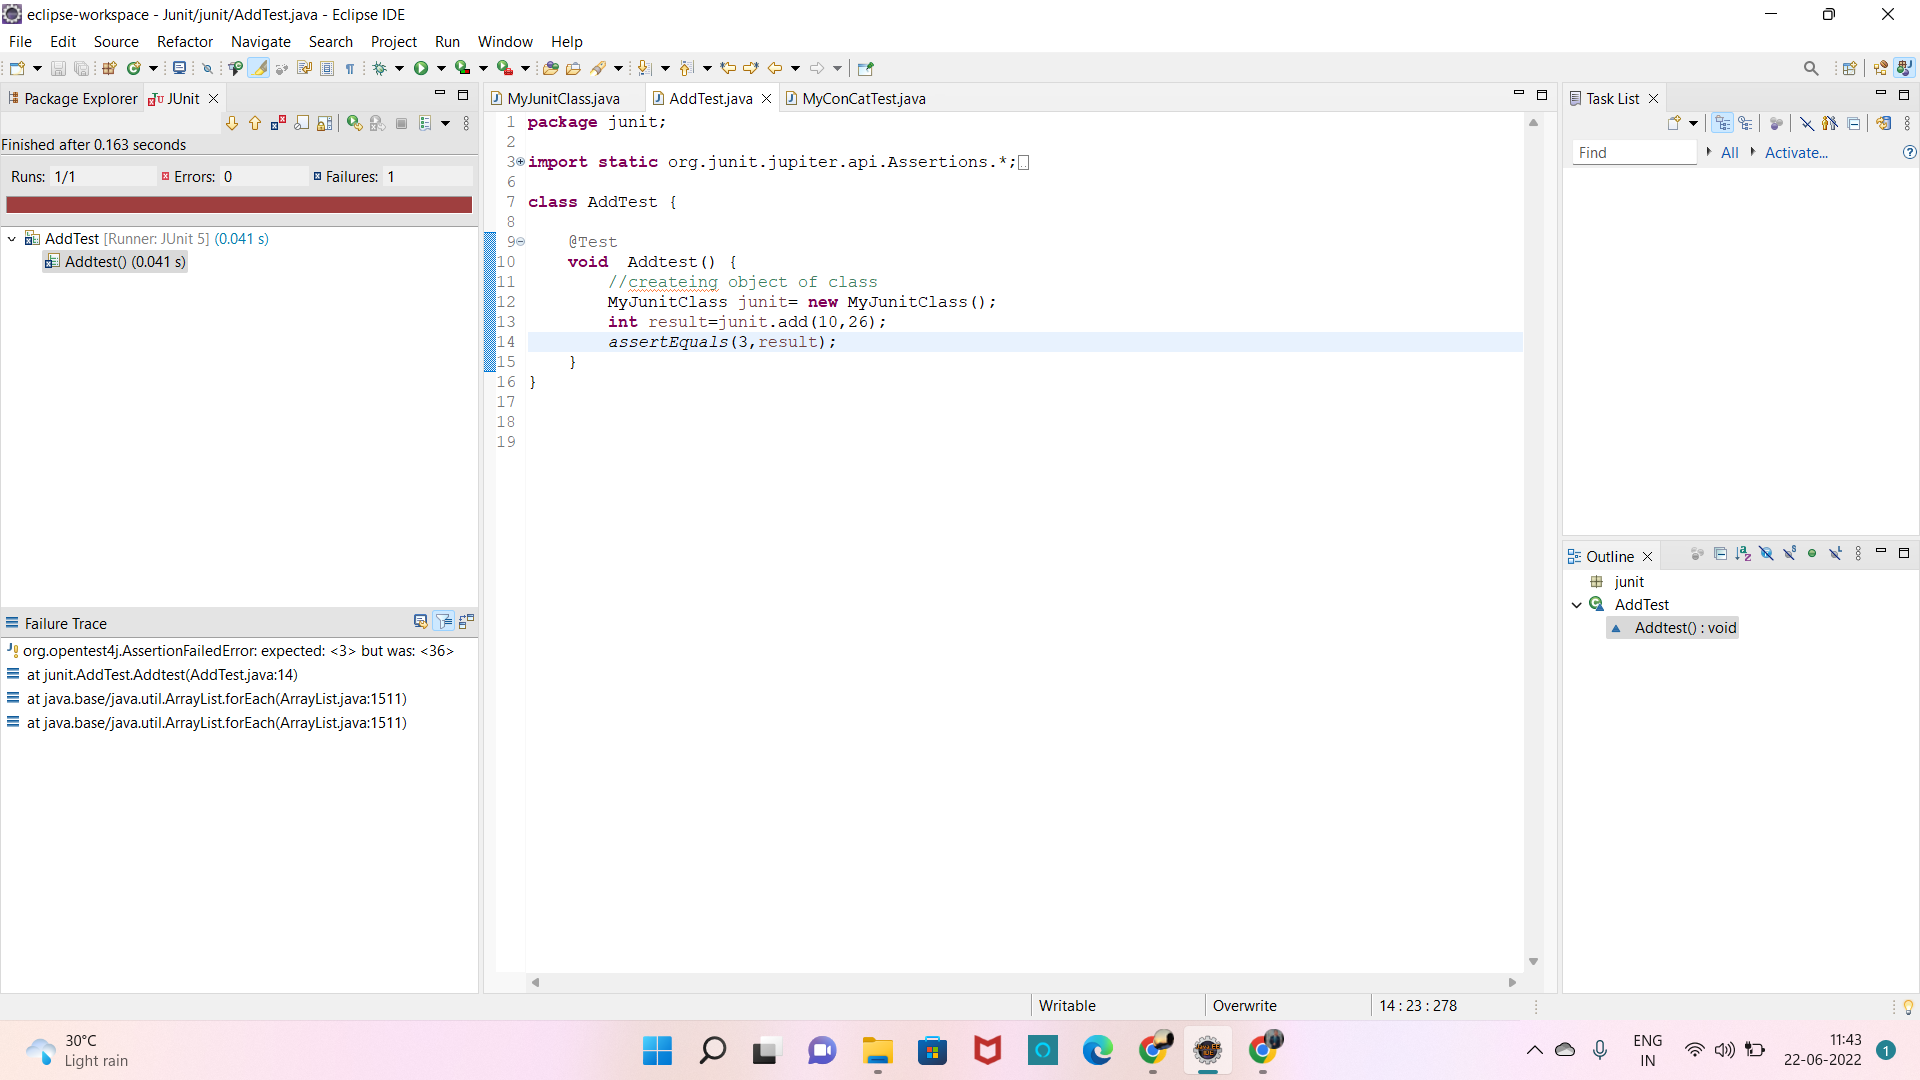 eclipse-workspace - Junit/junit/AddTest.java - Eclipse IDE
File Edit Source Refactor Navigate Search Project Run Window Help
Package Explorer JUnit
Finished after 0.163 seconds
Runs: 1/1 Errors: 0 Failures: 1
AddTest [Runner: JUnit 5] (0.041 s)
Addtest() (0.041 s)
Failure Trace
org.opentest4j.AssertionFailedError: expected: <3> but was: <36>
at junit.AddTest.Addtest(AddTest.java:14)
at java.base/java.util.ArrayList.forEach(ArrayList.java:1511)
at java.base/java.util.ArrayList.forEach(ArrayList.java:1511)
MyJunitClass.java AddTest.java MyConCatTest.java
1 package junit;
2
3 import static org.junit.jupiter.api.Assertions.*;
6
7 class AddTest {
8
9 @Test
10 void  Addtest() {
11 //createing object of class
12 MyJunitClass junit= new MyJunitClass();
13 int result=junit.add(10,26);
14 assertEquals(3,result);
15 }
16 }
17
18
19
Task List
Find All Activate...
Outline
junit
AddTest
Addtest() : void
Writable Overwrite 14 : 23 : 278
30°C
Light rain
ENG
IN
11:43
22-06-2022
1